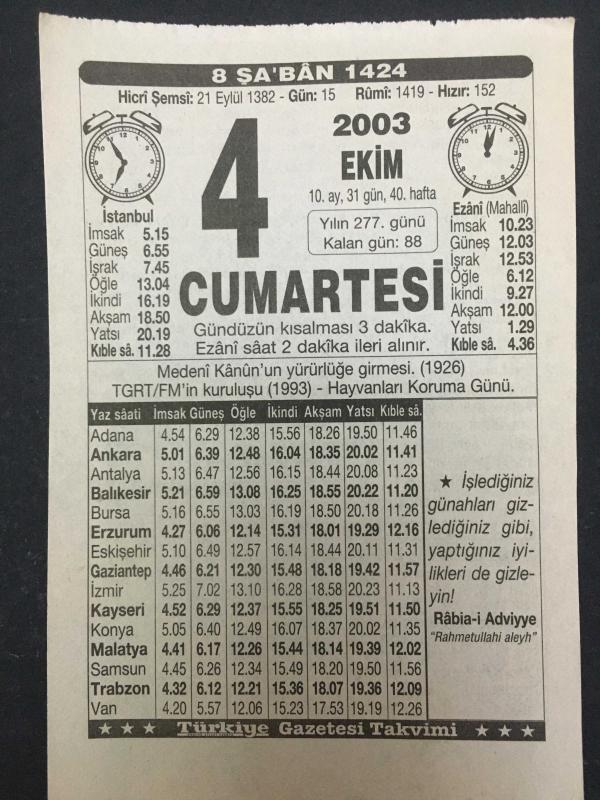 8 ŞA'BÂN 1424
Hicrî Şemsî: 21 Eylül 1382 - Gün: 15 Rûmî: 1419 - Hızır: 152
4
2003
EKİM
10. ay, 31 gün, 40. hafta
Yılın 277. günü
Kalan gün: 88
İstanbul
İmsak 5.15
Güneş 6.55
İşrak 7.45
Öğle 13.04
İkindi 16.19
Akşam 18.50
Yatsı 20.19
Kıble sâ. 11.28
Ezânî (Mahallî)
İmsak 10.23
Güneş 12.03
İşrak 12.53
Öğle 6.12
İkindi 9.27
Akşam 12.00
Yatsı 1.29
Kıble sâ. 4.36
CUMARTESİ
Gündüzün kısalması 3 dakîka.
Ezânî sâat 2 dakîka ileri alınır.
Medenî Kânûn'un yürürlüğe girmesi. (1926)
TGRT/FM'in kuruluşu (1993) - Hayvanları Koruma Günü.
Yaz sâati İmsak Güneş Öğle İkindi Akşam Yatsı Kıble sâ.
Adana 4.54 6.29 12.38 15.56 18.26 19.50 11.46
Ankara 5.01 6.39 12.48 16.04 18.35 20.02 11.41
Antalya 5.13 6.47 12.56 16.15 18.44 20.08 11.23
Balıkesir 5.21 6.59 13.08 16.25 18.55 20.22 11.20
Bursa 5.16 6.55 13.03 16.19 18.50 20.18 11.26
Erzurum 4.27 6.06 12.14 15.31 18.01 19.29 12.16
Eskişehir 5.10 6.49 12.57 16.14 18.44 20.11 11.31
Gaziantep 4.46 6.21 12.30 15.48 18.18 19.42 11.57
İzmir 5.25 7.02 13.10 16.28 18.58 20.23 11.13
Kayseri 4.52 6.29 12.37 15.55 18.25 19.51 11.50
Konya 5.05 6.40 12.49 16.07 18.37 20.02 11.35
Malatya 4.41 6.17 12.26 15.44 18.14 19.39 12.02
Samsun 4.45 6.26 12.34 15.49 18.20 19.50 11.56
Trabzon 4.32 6.12 12.21 15.36 18.07 19.36 12.09
Van 4.20 5.57 12.06 15.23 17.53 19.19 12.26
★ İşlediğiniz
günahları giz-
lediğiniz gibi,
yaptığınız iyi-
likleri de gizle-
yin!
Râbia-i Adviyye
"Rahmetullahi aleyh"
★ ★ ★ Türkiye Gazetesi Takvimi ★ ★ ★